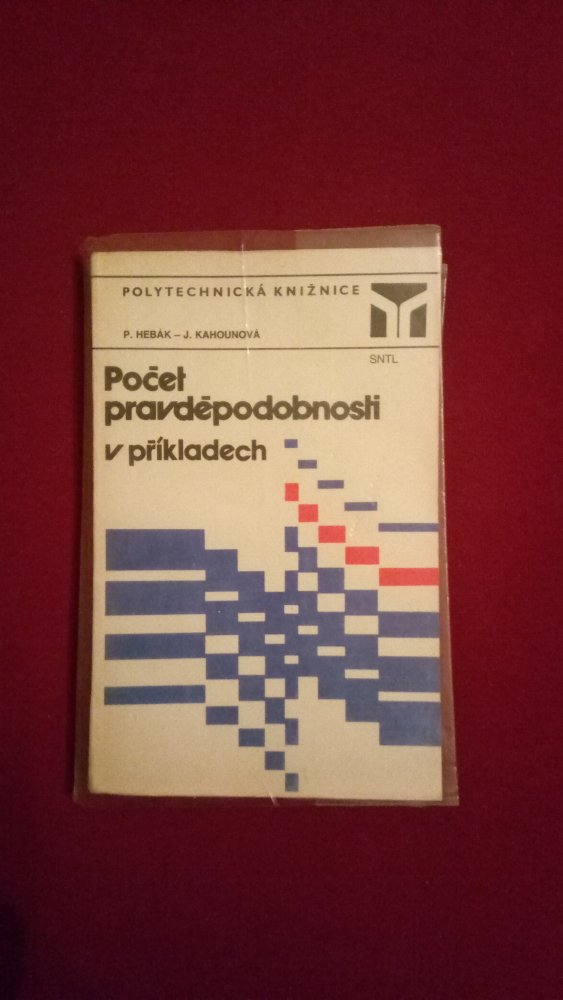 POLYTECHNICKÁ KNIŽNICE
P. HEBÁK – J. KAHOUNOVÁ
SNTL
Počet
pravděpodobnosti
v příkladech